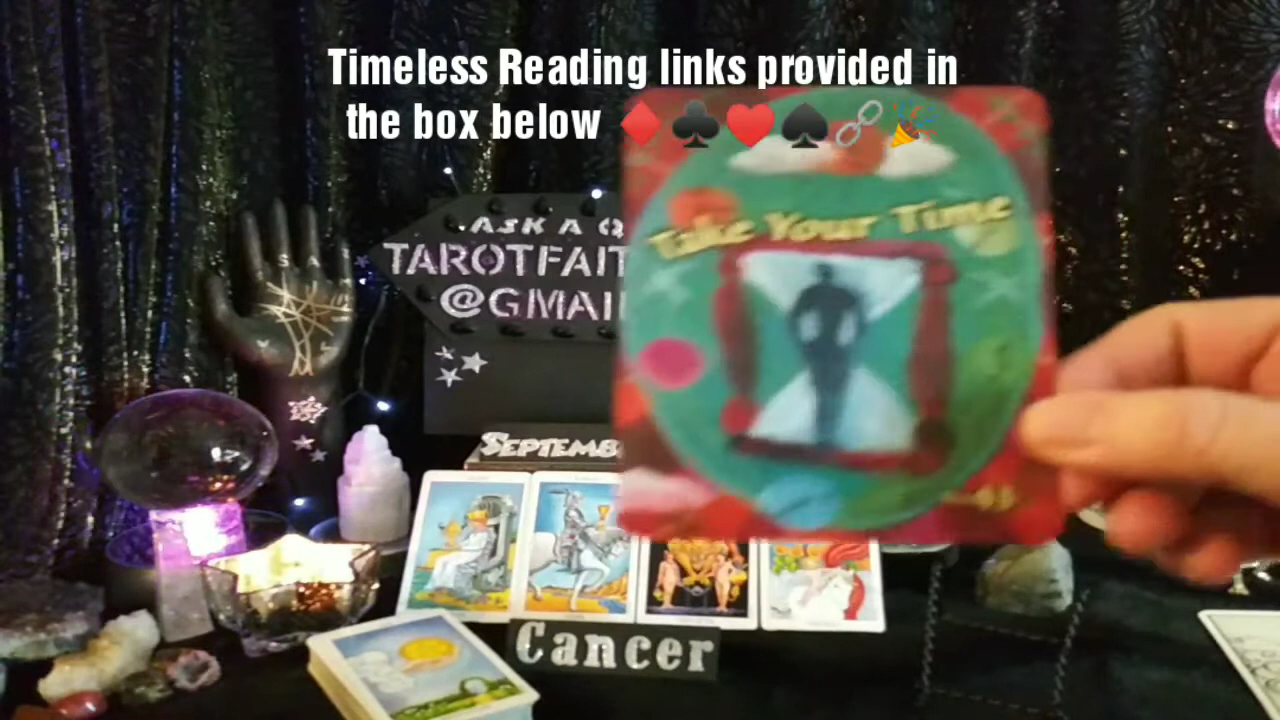 Timeless Reading links provided in
the box below ♦️♣️❤️♠️🔗🎉
ASK A Q
TAROTFAIT
@GMAI
Take Your Time
SEPTEMB
Cancer